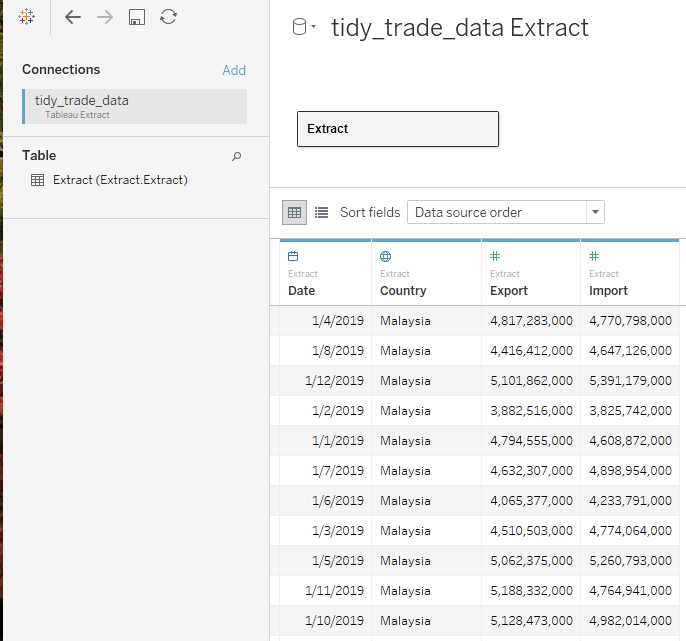 tidy_trade_data Extract
Connections
Add
tidy_trade_data
Tableau Extract
Table
Extract (Extract.Extract)
Extract
Sort fields
Data source order
Extract Extract Extract Extract
Date Country Export Import
1/4/2019 Malaysia 4,817,283,000 4,770,798,000
1/8/2019 Malaysia 4,416,412,000 4,647,126,000
1/12/2019 Malaysia 5,101,862,000 5,391,179,000
1/2/2019 Malaysia 3,882,516,000 3,825,742,000
1/1/2019 Malaysia 4,794,555,000 4,608,872,000
1/7/2019 Malaysia 4,632,307,000 4,898,954,000
1/6/2019 Malaysia 4,065,377,000 4,233,791,000
1/3/2019 Malaysia 4,510,503,000 4,774,064,000
1/5/2019 Malaysia 5,062,375,000 5,260,793,000
1/11/2019 Malaysia 5,188,332,000 4,764,941,000
1/10/2019 Malaysia 5,128,473,000 4,982,014,000